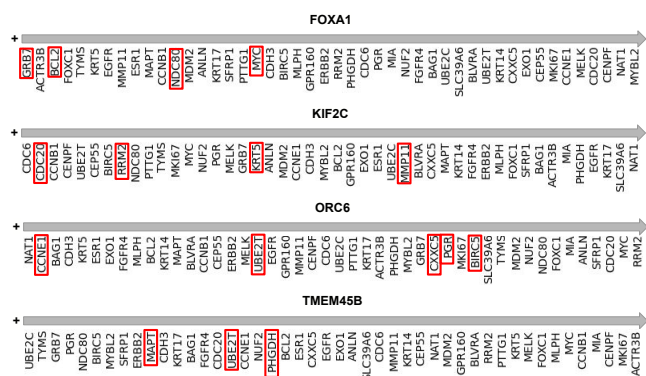 FOXA1
+
GRB7 ACTR3B BCL2 FOXC1 TYMS KRT5 EGFR MMP11 ESR1 MAPT CCNB1 NDC80 MDM2 ANLN KRT17 SFRP1 PTTG1 MYC CDH3 BIRC5 MLPH GPR160 ERBB2 RRM2 PHGDH CDC6 PGR MIA NUF2 FGFR4 BAG1 UBE2C SLC39A6 BLVRA UBE2T KRT14 CXXC5 EXO1 CEP55 MKI67 CCNE1 MELK CDC20 CENPF NAT1 MYBL2
KIF2C
+
CDC6 CDC20 CCNB1 CENPF UBE2T CEP55 BIRC5 RRM2 NDC80 PTTG1 TYMS MKI67 MYC NUF2 PGR MELK GRB7 KRT5 ANLN MDM2 CCNE1 CDH3 MYBL2 BCL2 GPR160 EXO1 ESR1 UBE2C MMP11 BLVRA CXXC5 MAPT KRT14 FGFR4 ERBB2 MLPH FOXC1 SFRP1 BAG1 ACTR3B MIA PHGDH EGFR KRT17 SLC39A6 NAT1
ORC6
+
NAT1 CCNE1 BAG1 CDH3 KRT5 ESR1 EXO1 FGFR4 MLPH BCL2 KRT14 MAPT BLVRA CCNB1 CEP55 ERBB2 MELK UBE2T EGFR GPR160 MMP11 CENPF CDC6 UBE2C PTTG1 KRT17 ACTR3B PHGDH MYBL2 GRB7 CXXC5 PGR MKI67 BIRC5 SLC39A6 TYMS MDM2 NUF2 NDC80 FOXC1 MIA ANLN SFRP1 CDC20 MYC RRM2
TMEM45B
+
UBE2C TYMS GRB7 PGR NDC80 BIRC5 MYBL2 SFRP1 ERBB2 MAPT CDH3 KRT17 BAG1 FGFR4 CDC20 UBE2T CCNE1 NUF2 PHGDH BCL2 ESR1 CXXC5 EGFR EXO1 ANLN SLC39A6 CDC6 MMP11 KRT14 CEP55 NAT1 MDM2 GPR160 BLVRA RRM2 PTTG1 KRT5 MELK FOXC1 MLPH MYC CCNB1 MIA CENPF MKI67 ACTR3B